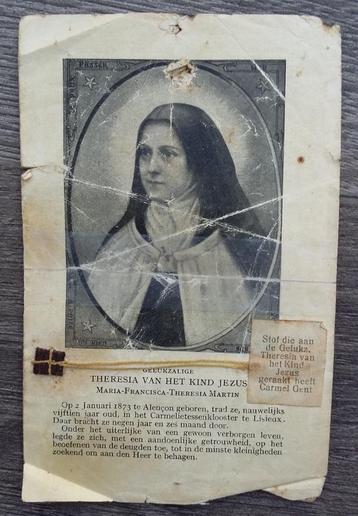 PASSER
GELUKZALIGE
THERESIA VAN HET KIND JEZUS
MARIA-FRANCISCA-THERESIA MARTIN
Stof die aan
de Gelukz.
Theresia van
het Kind
Jezus
geraakt heeft
Carmel Gent
Op 2 Januari 1873 te Alençon geboren, trad ze, nauwelijks
vijftien jaar oud, in het Carmelietessenklooster te Lisieux.
Daar bracht ze negen jaar en zes maand door.
Onder het uiterlijke van een gewoon verborgen leven,
legde ze zich, met een aandoenlijke getrouwheid, op het
beoefenen van de deugden toe, tot in de minste kleinigheden
zoekend om aan den Heer te behagen.